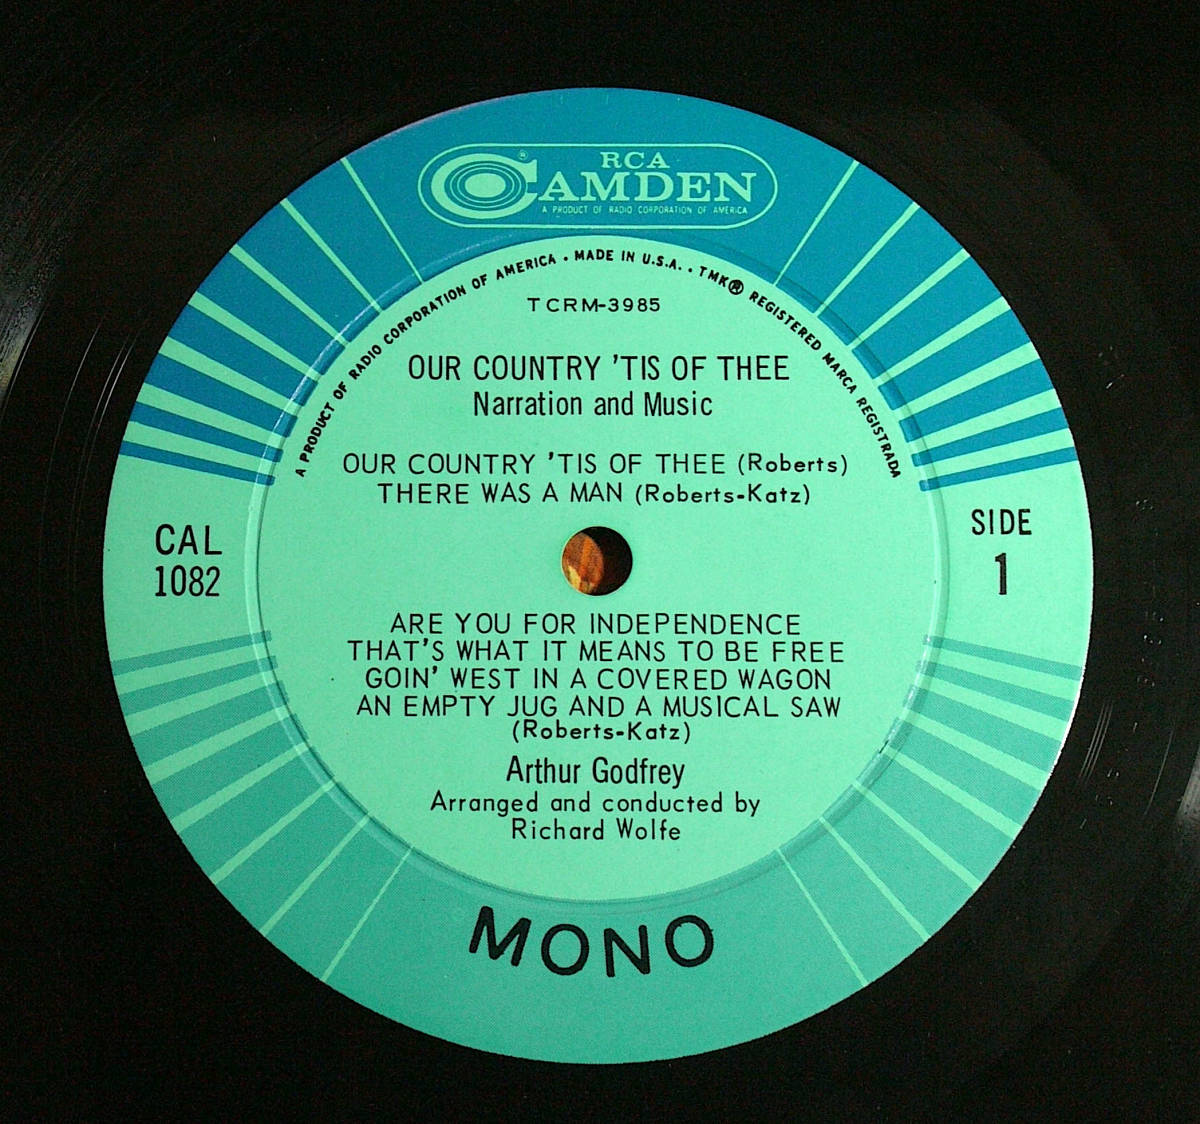 RCA
CAMDEN®
A PRODUCT OF RADIO CORPORATION OF AMERICA
A PRODUCT OF RADIO CORPORATION OF AMERICA • MADE IN U.S.A. • TMK® REGISTERED MARCA REGISTRADA
TCRM-3985
OUR COUNTRY 'TIS OF THEE
Narration and Music
OUR COUNTRY 'TIS OF THEE (Roberts)
THERE WAS A MAN (Roberts-Katz)
CAL
1082
SIDE
1
ARE YOU FOR INDEPENDENCE
THAT'S WHAT IT MEANS TO BE FREE
GOIN' WEST IN A COVERED WAGON
AN EMPTY JUG AND A MUSICAL SAW
(Roberts-Katz)
Arthur Godfrey
Arranged and conducted by
Richard Wolfe
MONO